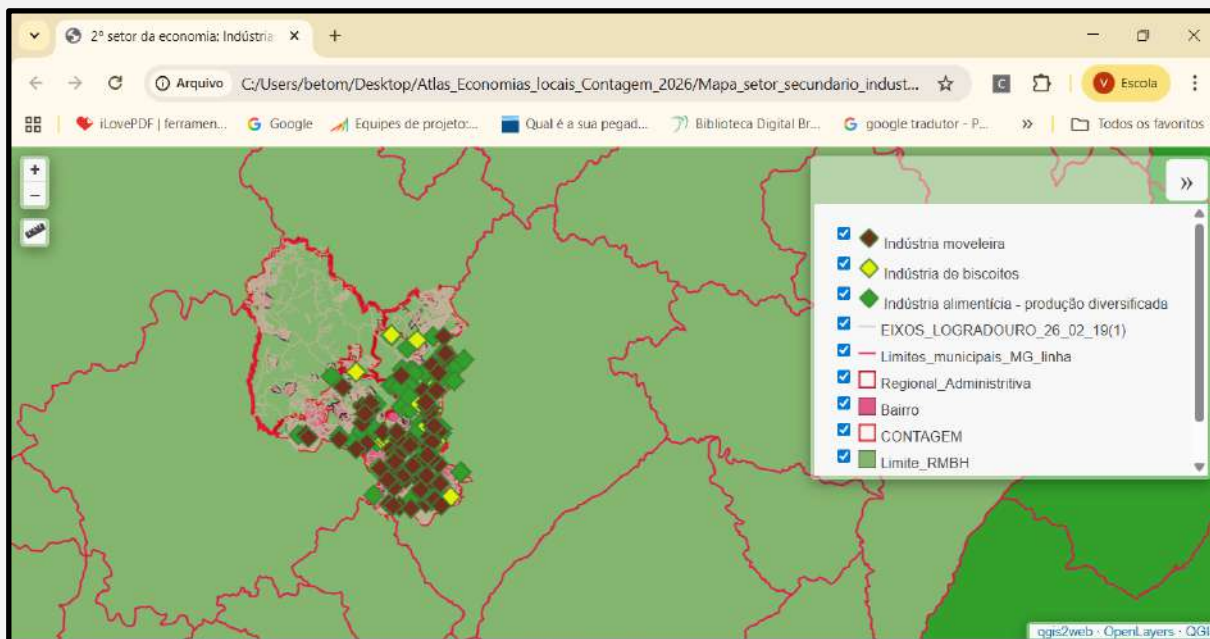 2º setor da economia: Indústria
Arquivo C:/Users/betom/Desktop/Atlas_Economias_locais_Contagem_2026/Mapa_setor_secundario_indust... C V Escola
iLovePDF | ferramen... Google Equipes de projeto:... Qual é a sua pegad... Biblioteca Digital Br... google tradutor - P... » Todos os favoritos
+
−
»
Indústria moveleira
Indústria de biscoitos
Indústria alimentícia - produção diversificada
EIXOS_LOGRADOURO_26_02_19(1)
Limites_municipais_MG_linha
Regional_Administritiva
Bairro
CONTAGEM
Limite_RMBH
qgis2web · OpenLayers · QGI